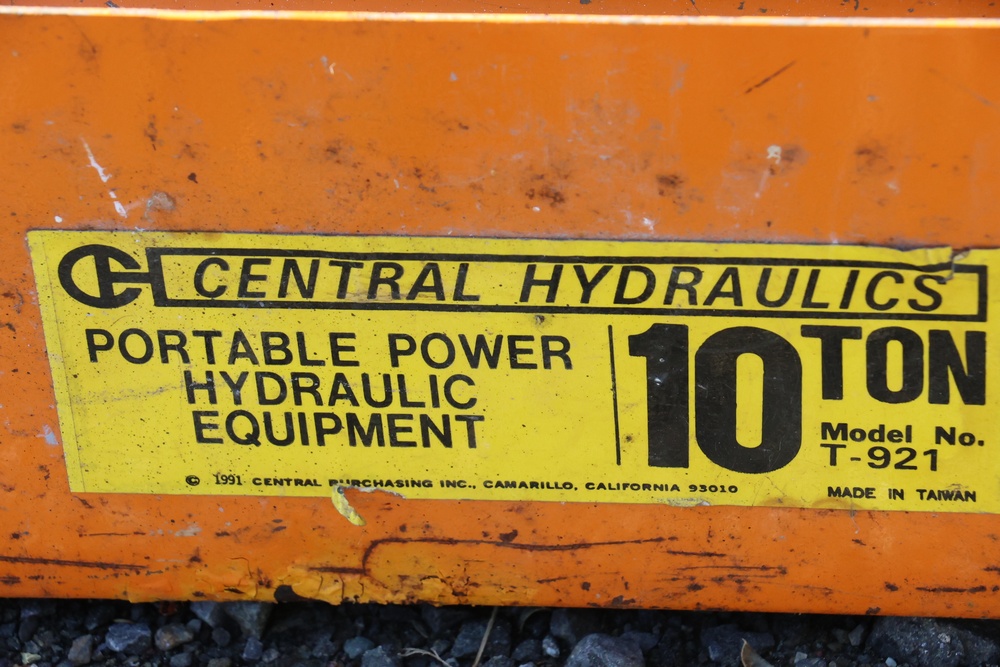 CH CENTRAL HYDRAULICS
PORTABLE POWER
HYDRAULIC
EQUIPMENT
10 TON
Model No.
T-921
© 1991 CENTRAL PURCHASING INC., CAMARILLO, CALIFORNIA 93010
MADE IN TAIWAN